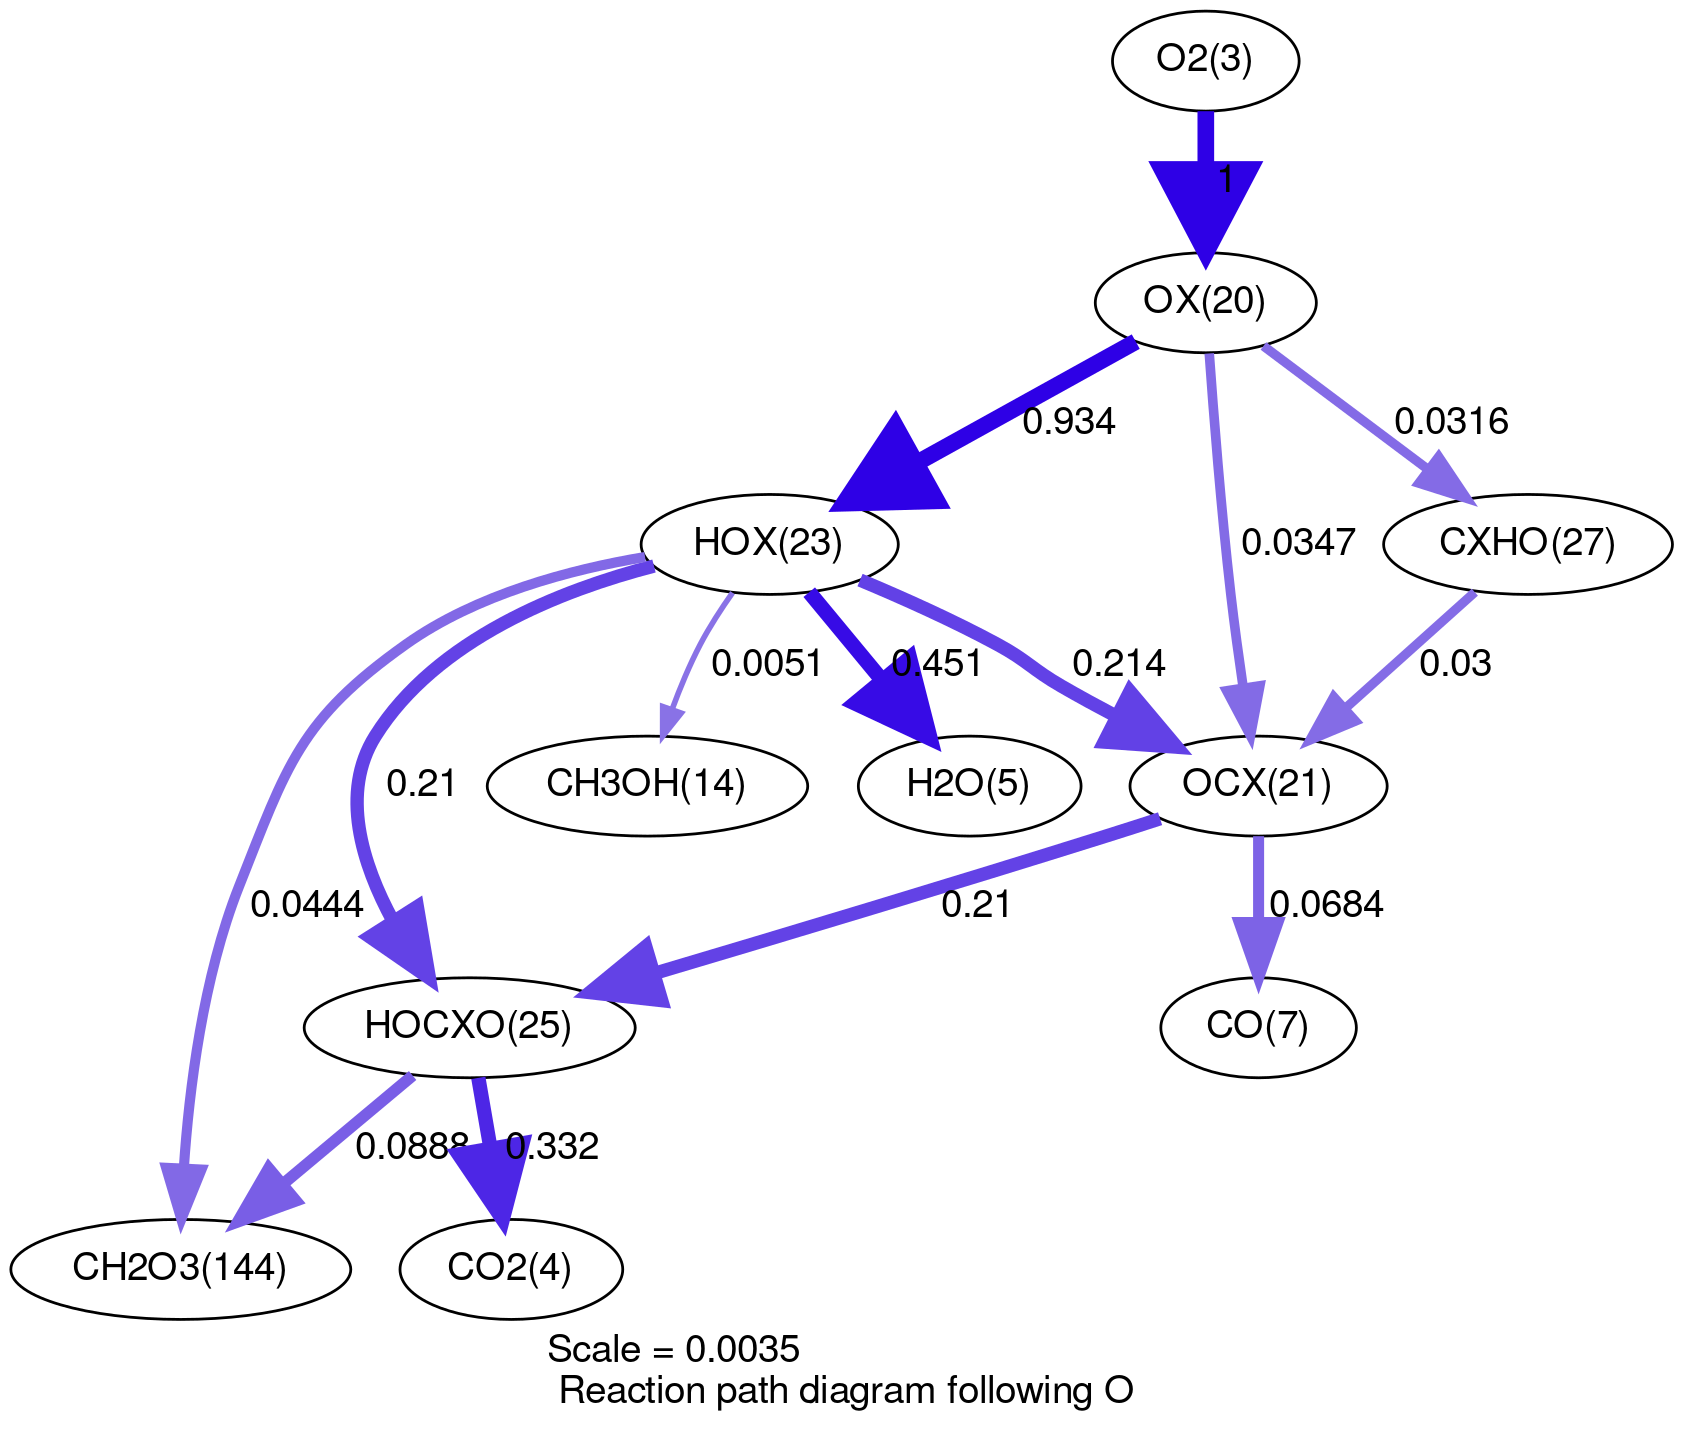 O2(3)
1
OX(20)
0.934
0.0316
HOX(23)
0.0347
CXHO(27)
0.0051
0.451
0.214
0.03
0.21
CH3OH(14)
H2O(5)
OCX(21)
0.0444
0.21
0.0684
HOCXO(25)
CO(7)
0.0888
0.332
CH2O3(144)
CO2(4)
Scale = 0.0035
Reaction path diagram following O